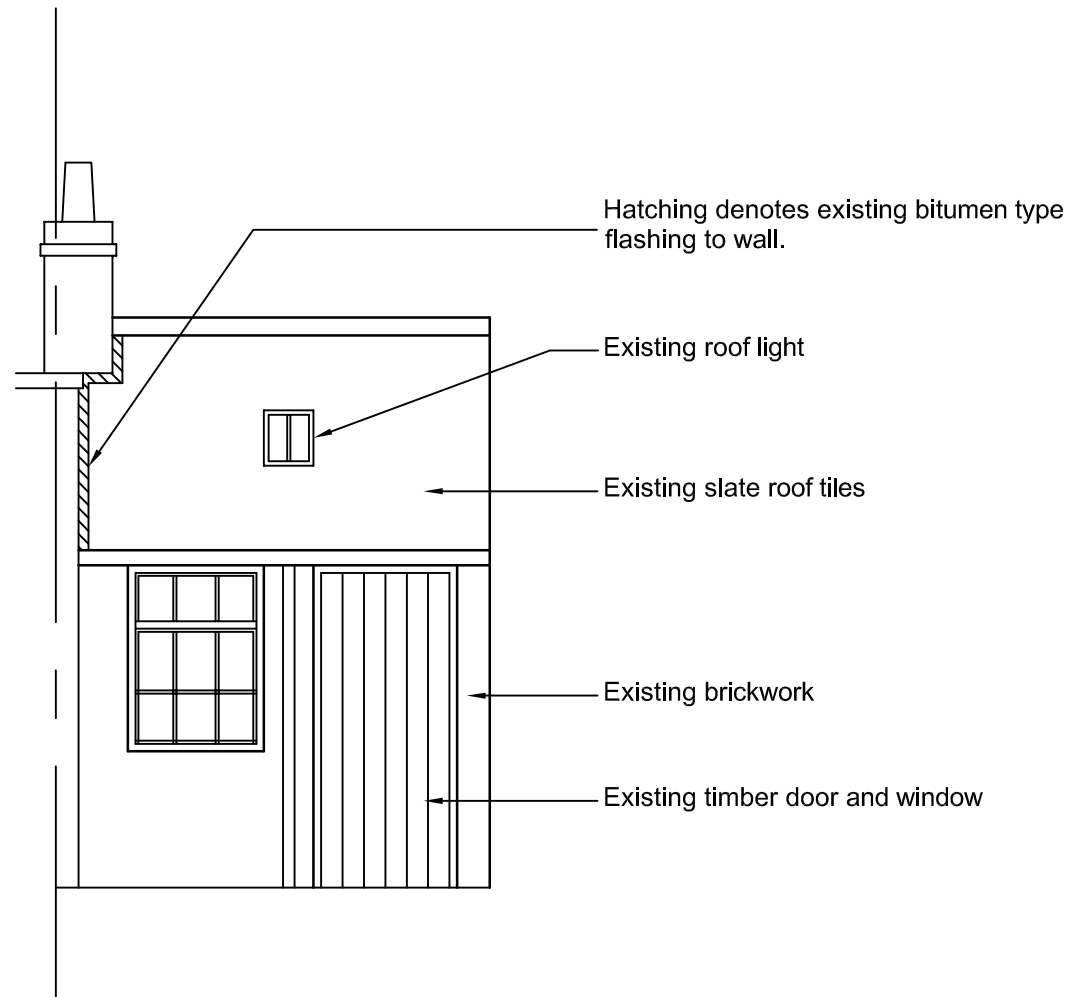 Hatching denotes existing bitumen type
flashing to wall.
Existing roof light
Existing slate roof tiles
Existing brickwork
Existing timber door and window